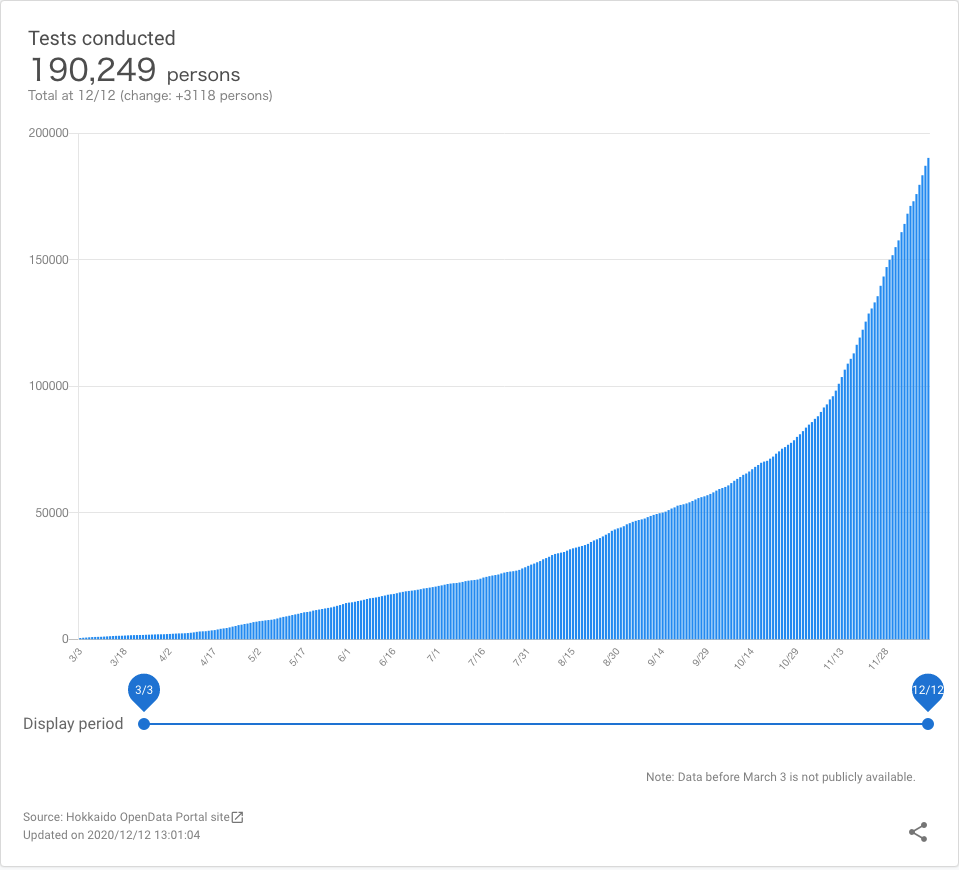 Tests conducted
190,249 persons
Total at 12/12 (change: +3118 persons)
200000
150000
100000
50000
0
3/3 3/18 4/2 4/17 5/2 5/17 6/1 6/16 7/1 7/16 7/31 8/15 8/30 9/14 9/29 10/14 10/29 11/13 11/28
3/3 12/12
Display period
Note: Data before March 3 is not publicly available.
Source: Hokkaido OpenData Portal site
Updated on 2020/12/12 13:01:04